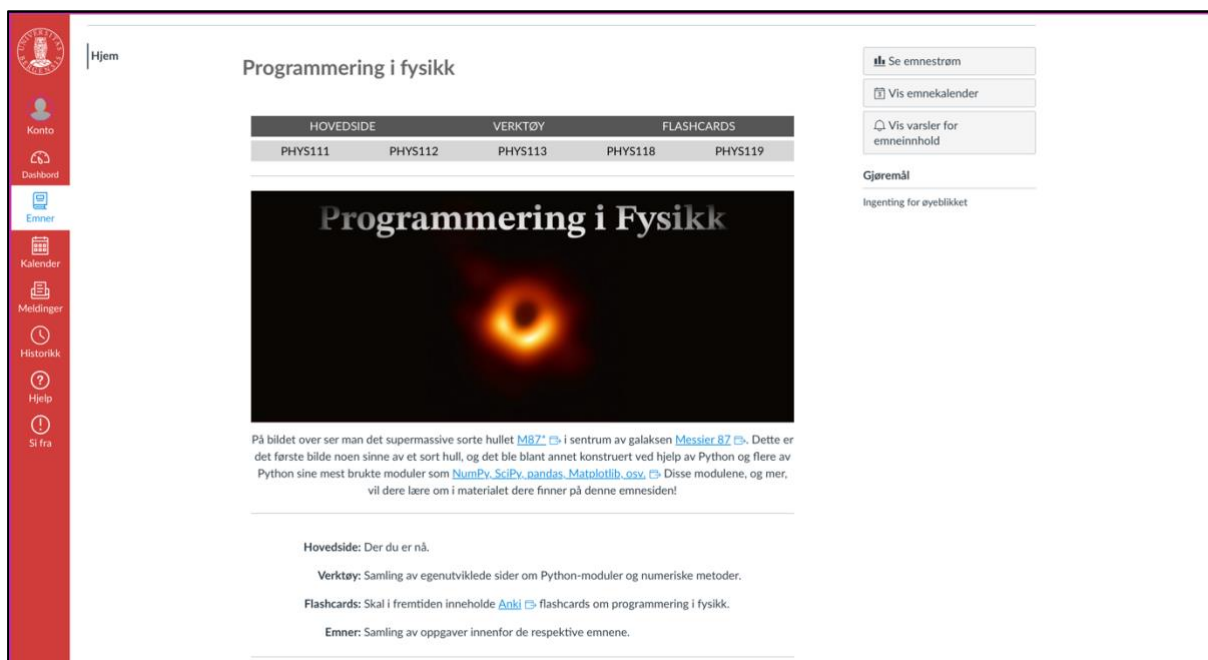 UNIVERSITAS
BERGENSIS
Konto
Dashbord
Emner
Kalender
Meldinger
Historikk
Hjelp
Si fra
Hjem
Programmering i fysikk
HOVEDSIDE VERKTØY FLASHCARDS
PHYS111 PHYS112 PHYS113 PHYS118 PHYS119
Programmering i Fysikk
På bildet over ser man det supermassive sorte hullet M87* i sentrum av galaksen Messier 87. Dette er
det første bilde noen sinne av et sort hull, og det ble blant annet konstruert ved hjelp av Python og flere av
Python sine mest brukte moduler som NumPy, SciPy, pandas, Matplotlib, osv. Disse modulene, og mer,
vil dere lære om i materialet dere finner på denne emnesiden!
Hovedside: Der du er nå.
Verktøy: Samling av egenutviklede sider om Python-moduler og numeriske metoder.
Flashcards: Skal i fremtiden inneholde Anki flashcards om programmering i fysikk.
Emner: Samling av oppgaver innenfor de respektive emnene.
Se emnestrøm
Vis emnekalender
Vis varsler for
emneinnhold
Gjøremål
Ingenting for øyeblikket